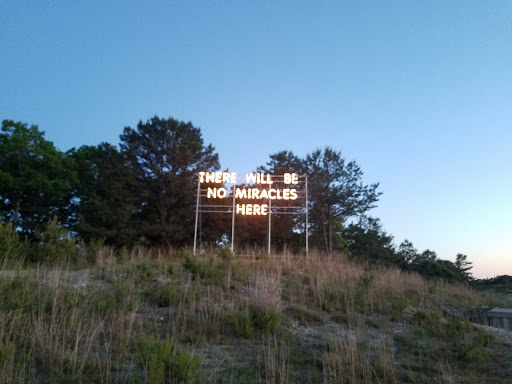 THERE WILL BE
NO MIRACLES
HERE